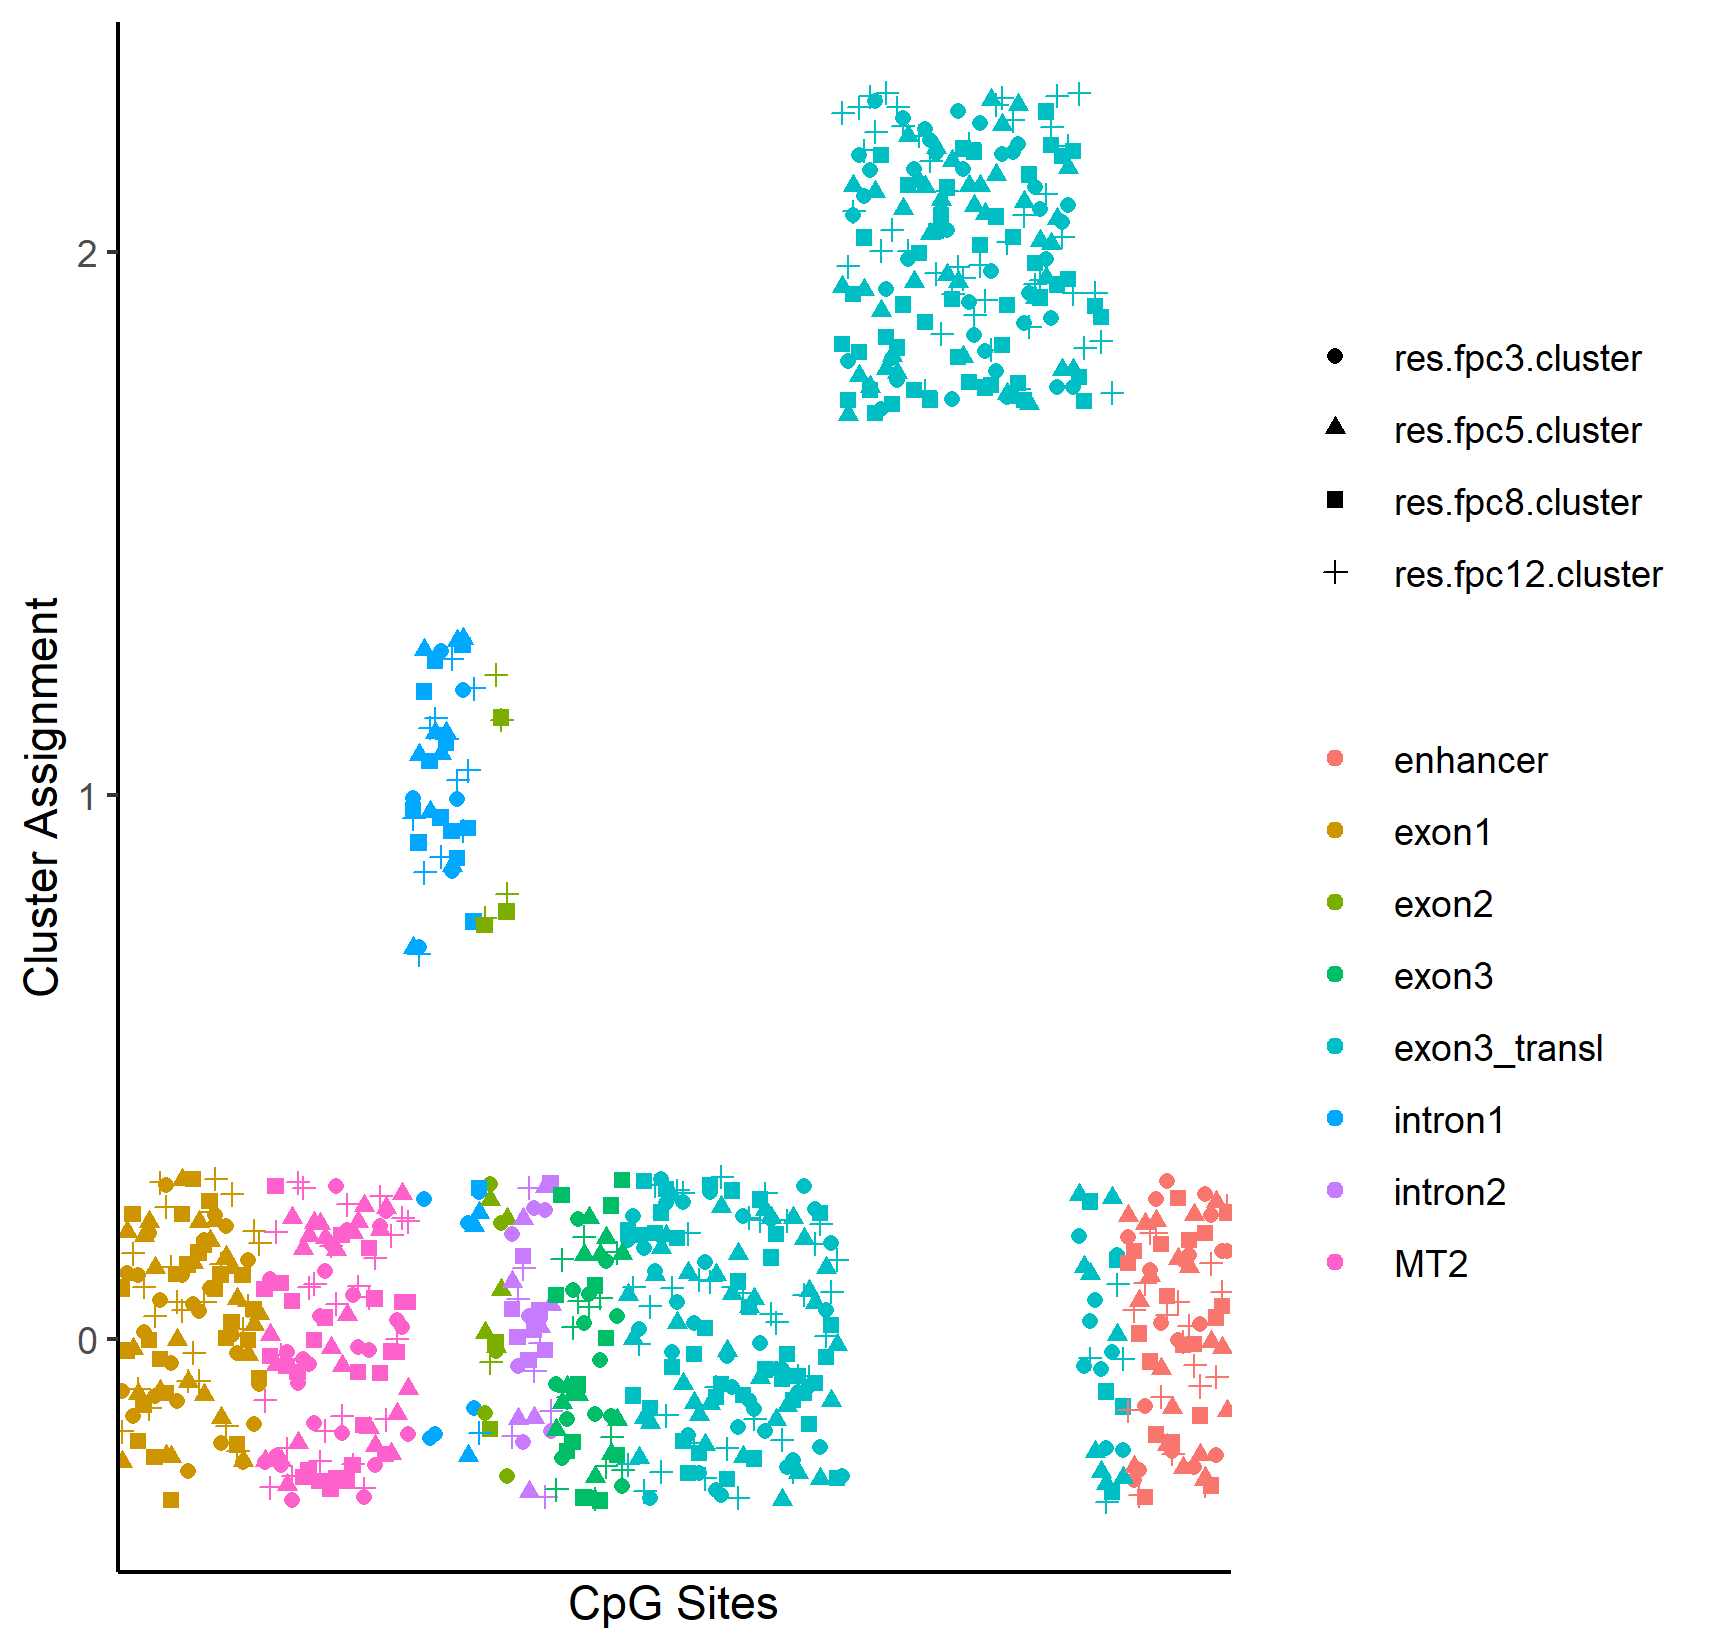 2
1
0
Cluster Assignment
CpG Sites
res.fpc3.cluster
res.fpc5.cluster
res.fpc8.cluster
res.fpc12.cluster
enhancer
exon1
exon2
exon3
exon3_transl
intron1
intron2
MT2